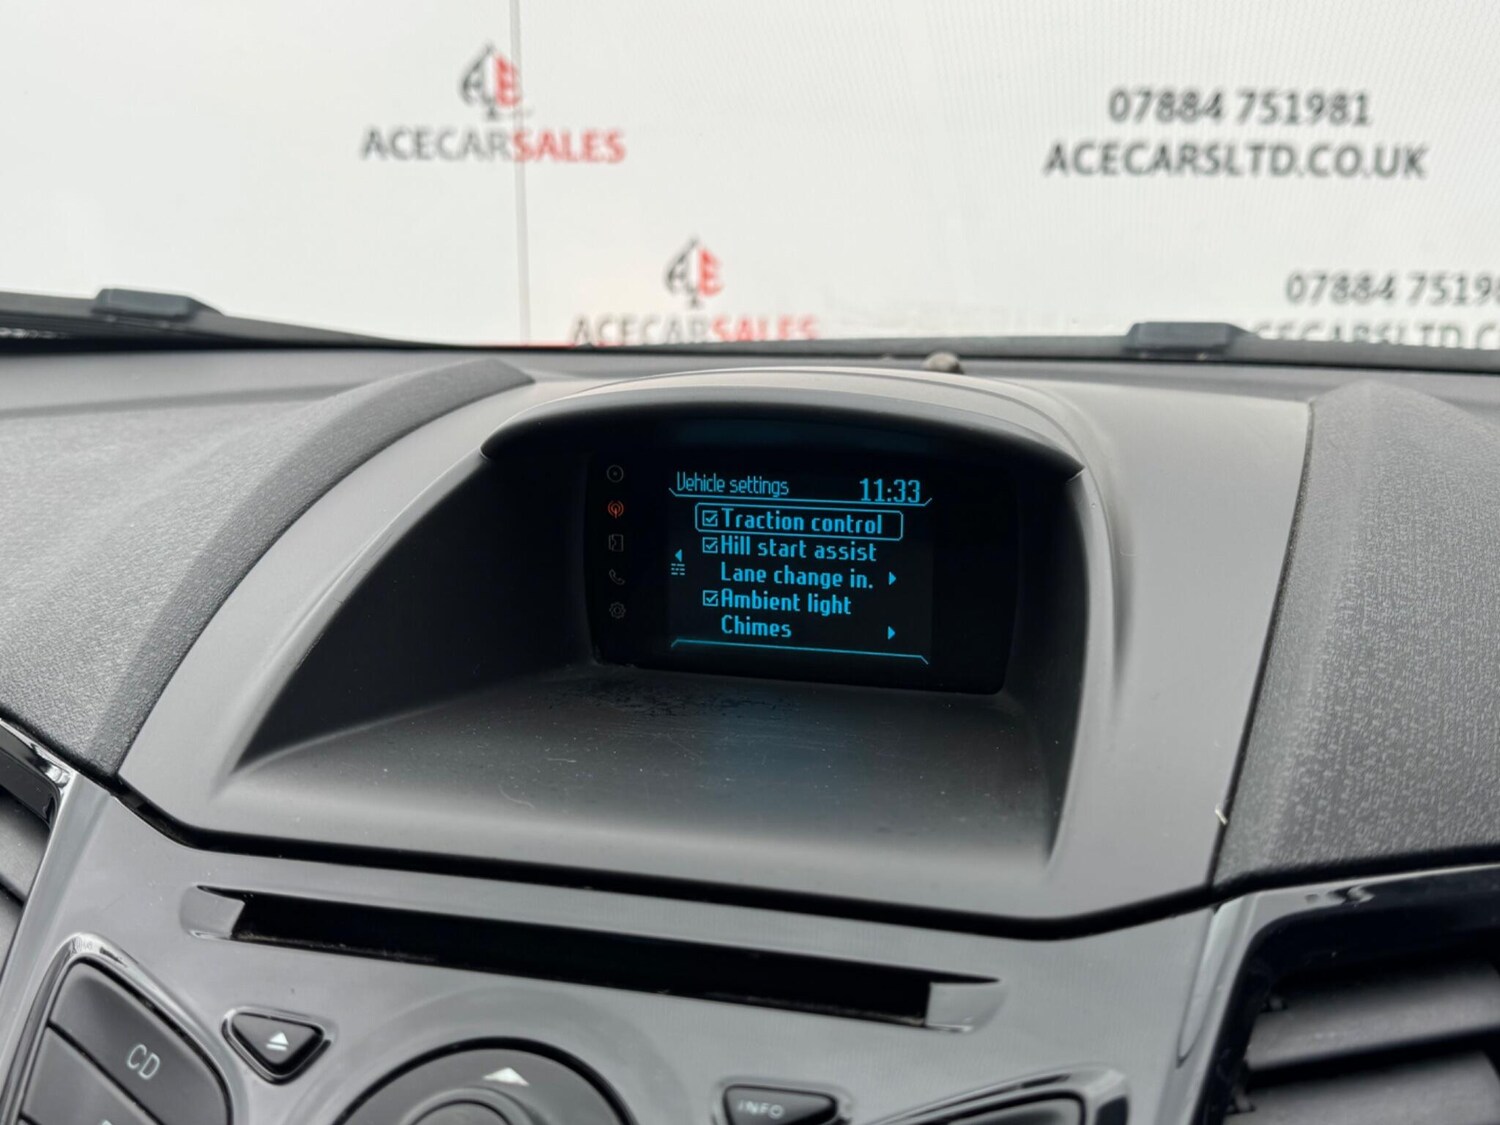 ACECARSALES
07884 751981
ACECARSLTD.CO.UK
ACECARSALES
07884 7519
Vehicle settings 11:33
Traction control
Hill start assist
Lane change in.
Ambient light
Chimes
CD
INFO